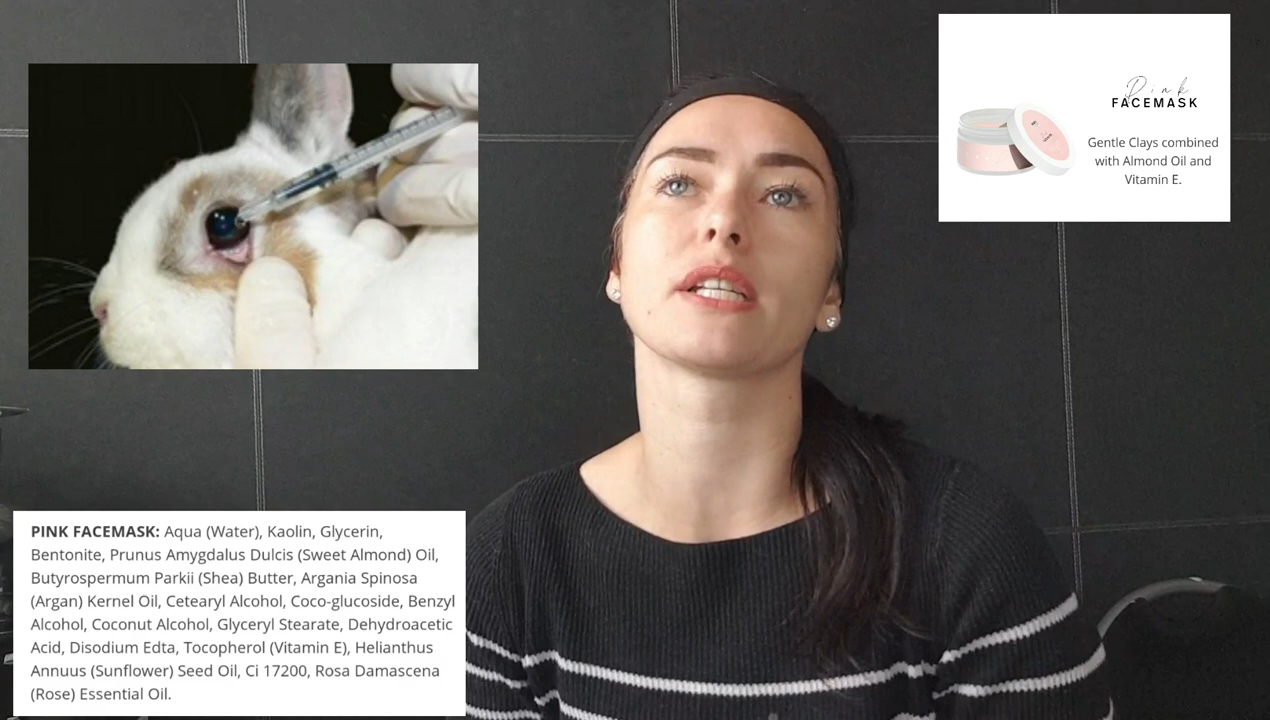 Pink
FACEMASK
Gentle Clays combined
with Almond Oil and
Vitamin E.
PINK FACEMASK: Aqua (Water), Kaolin, Glycerin,
Bentonite, Prunus Amygdalus Dulcis (Sweet Almond) Oil,
Butyrospermum Parkii (Shea) Butter, Argania Spinosa
(Argan) Kernel Oil, Cetearyl Alcohol, Coco-glucoside, Benzyl
Alcohol, Coconut Alcohol, Glyceryl Stearate, Dehydroacetic
Acid, Disodium Edta, Tocopherol (Vitamin E), Helianthus
Annuus (Sunflower) Seed Oil, Ci 17200, Rosa Damascena
(Rose) Essential Oil.